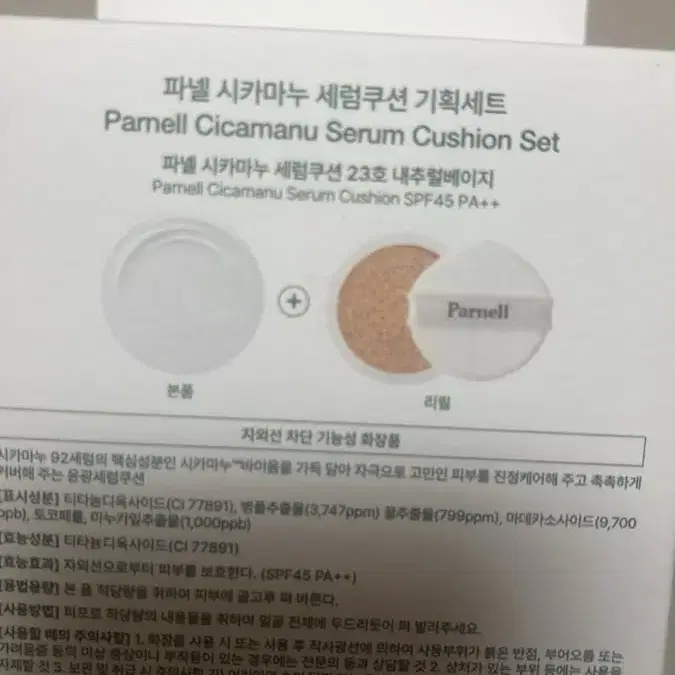 파넬 시카마누 세럼쿠션 기획세트
Parnell Cicamanu Serum Cushion Set
파넬 시카마누 세럼쿠션 23호 내추럴베이지
Parnell Cicamanu Serum Cushion SPF45 PA++
Parnell
본품
리필
자외선 차단 기능성 화장품
시카마누 92세럼의 핵심성분인 시카마누™바이옴을 가득 담아 자극으로 고민인 피부를 진정케어해 주고 촉촉하게
커버해 주는 윤광세럼쿠션
[표시성분] 티타늄디옥사이드(CI 77891), 병풀추출물(3,747ppm) 꿀추출물(799ppm), 마데카소사이드(9,700
ppb), 토코페롤, 미누카잎추출물(1,000ppb)
[효능성분] 티타늄디옥사이드(CI 77891)
[효능효과] 자외선으로부터 피부를 보호한다. (SPF45 PA++)
[용법용량] 본 품 적당량을 취하여 피부에 골고루 펴 바른다.
[사용방법] 퍼프로 적당량의 내용물을 취하여 얼굴 전체에 두드리듯이 펴 발라주세요.
[사용할 때의 주의사항] 1. 화장품 사용 시 또는 사용 후 직사광선에 의하여 사용부위가 붉은 반점, 부어오름 또는
가려움증 등의 이상 증상이나 부작용이 있는 경우에는 전문의 등과 상담할 것 2. 상처가 있는 부위 등에는 사용을
자제할 것 3. 보관 및 취급 시 주의사항